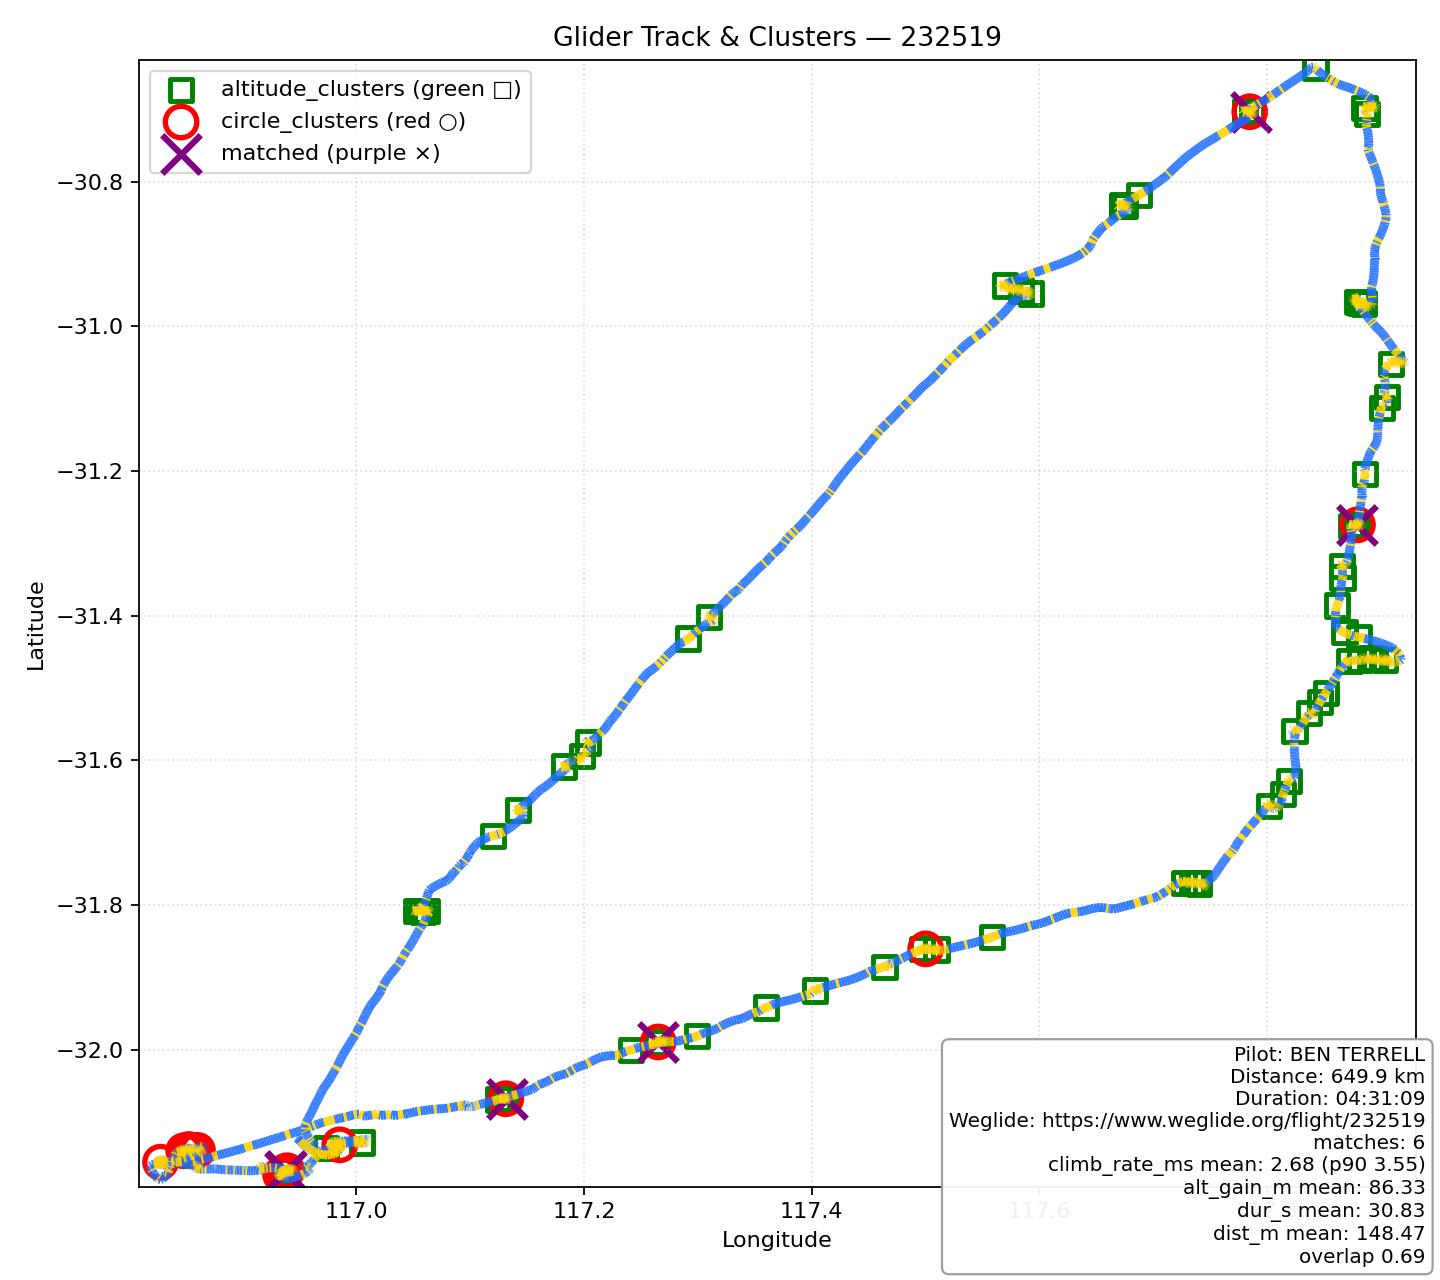 Glider Track & Clusters — 232519
altitude_clusters (green □)
circle_clusters (red ○)
matched (purple ×)
−30.8
−31.0
−31.2
−31.4
−31.6
−31.8
−32.0
Latitude
117.0
117.2
117.4
117.6
Longitude
Pilot: BEN TERRELL
Distance: 649.9 km
Duration: 04:31:09
Weglide: https://www.weglide.org/flight/232519
matches: 6
climb_rate_ms mean: 2.68 (p90 3.55)
alt_gain_m mean: 86.33
dur_s mean: 30.83
dist_m mean: 148.47
overlap 0.69